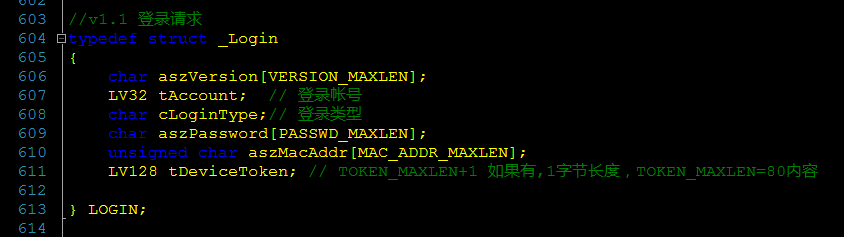 603 //v1.1 登录请求
604 typedef struct _Login
605 {
606 char aszVersion[VERSION_MAXLEN];
607 LV32 tAccount; // 登录帐号
608 char cLoginType;// 登录类型
609 char aszPassword[PASSWD_MAXLEN];
610 unsigned char aszMacAddr[MAC_ADDR_MAXLEN];
611 LV128 tDeviceToken; // TOKEN_MAXLEN+1 如果有,1字节长度，TOKEN_MAXLEN=80内容
612
613 } LOGIN;
614